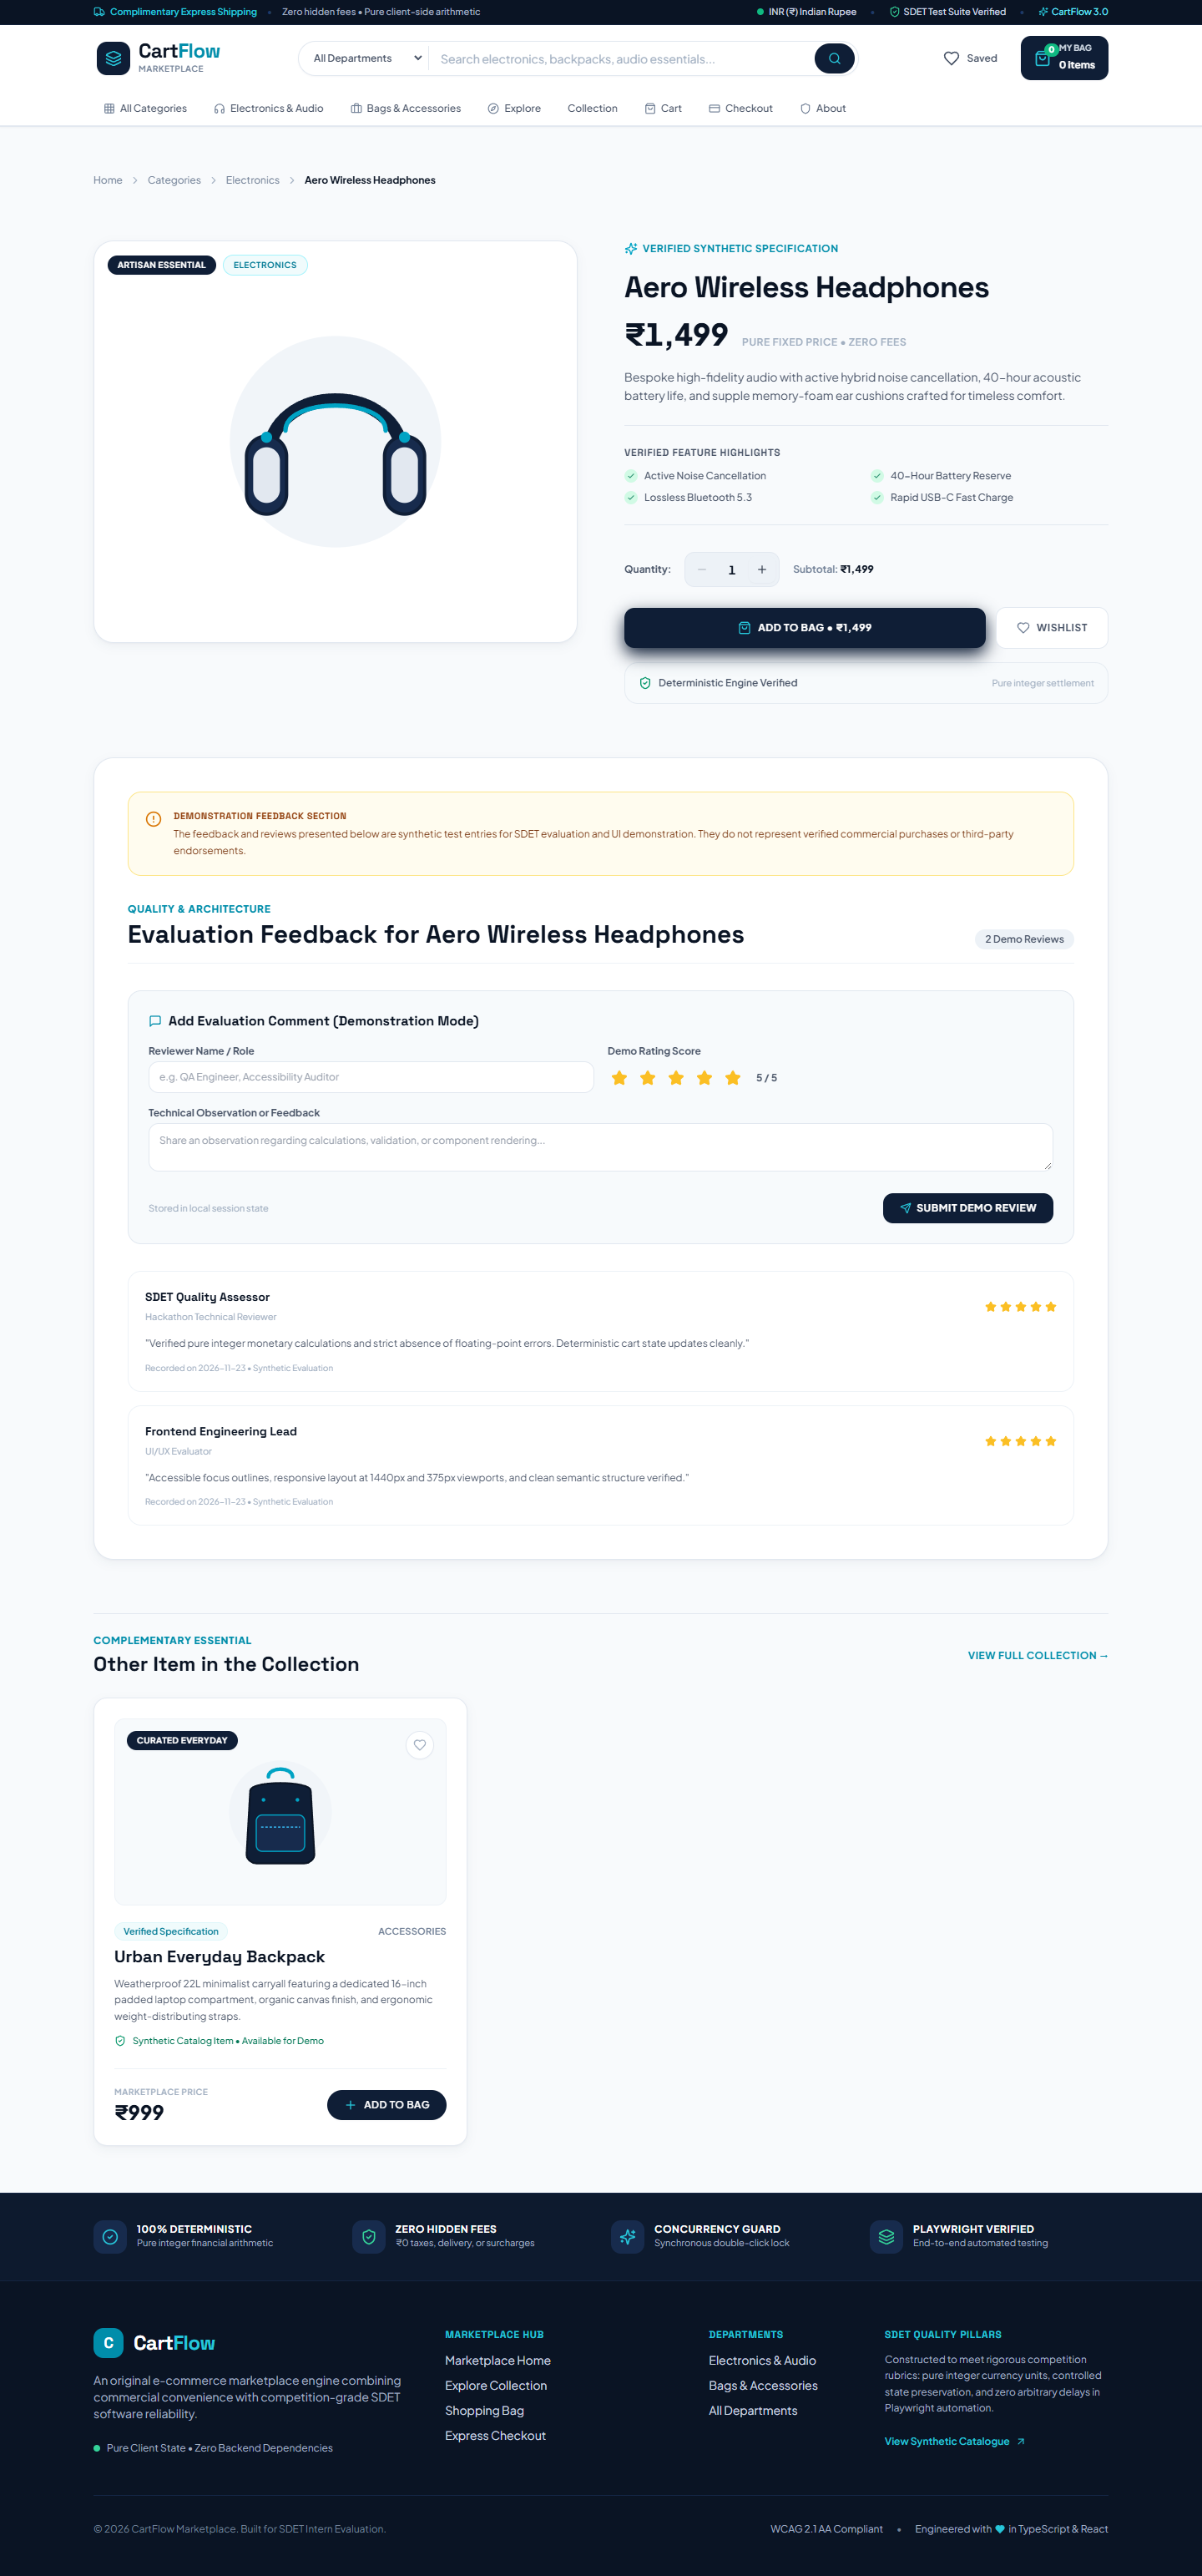 Complimentary Express Shipping • Zero hidden fees • Pure client-side arithmetic
INR (₹) Indian Rupee • SDET Test Suite Verified • CartFlow 3.0
CartFlow
MARKETPLACE
All Departments
Search electronics, backpacks, audio essentials...
Saved
0
MY BAG
0 Items
All Categories
Electronics & Audio
Bags & Accessories
Explore
Collection
Cart
Checkout
About
Home > Categories > Electronics > Aero Wireless Headphones
ARTISAN ESSENTIAL
ELECTRONICS
VERIFIED SYNTHETIC SPECIFICATION
Aero Wireless Headphones
₹1,499 PURE FIXED PRICE • ZERO FEES
Bespoke high-fidelity audio with active hybrid noise cancellation, 40-hour acoustic
battery life, and supple memory-foam ear cushions crafted for timeless comfort.
VERIFIED FEATURE HIGHLIGHTS
Active Noise Cancellation
40-Hour Battery Reserve
Lossless Bluetooth 5.3
Rapid USB-C Fast Charge
Quantity: − 1 + Subtotal: ₹1,499
ADD TO BAG • ₹1,499
WISHLIST
Deterministic Engine Verified
Pure integer settlement
DEMONSTRATION FEEDBACK SECTION
The feedback and reviews presented below are synthetic test entries for SDET evaluation and UI demonstration. They do not represent verified commercial purchases or third-party
endorsements.
QUALITY & ARCHITECTURE
Evaluation Feedback for Aero Wireless Headphones
2 Demo Reviews
Add Evaluation Comment (Demonstration Mode)
Reviewer Name / Role
e.g. QA Engineer, Accessibility Auditor
Demo Rating Score
5 / 5
Technical Observation or Feedback
Share an observation regarding calculations, validation, or component rendering...
Stored in local session state
SUBMIT DEMO REVIEW
SDET Quality Assessor
Hackathon Technical Reviewer
"Verified pure integer monetary calculations and strict absence of floating-point errors. Deterministic cart state updates cleanly."
Recorded on 2026-11-23 • Synthetic Evaluation
Frontend Engineering Lead
UI/UX Evaluator
"Accessible focus outlines, responsive layout at 1440px and 375px viewports, and clean semantic structure verified."
Recorded on 2026-11-23 • Synthetic Evaluation
COMPLEMENTARY ESSENTIAL
Other Item in the Collection
VIEW FULL COLLECTION →
CURATED EVERYDAY
Verified Specification
ACCESSORIES
Urban Everyday Backpack
Weatherproof 22L minimalist carryall featuring a dedicated 16-inch
padded laptop compartment, organic canvas finish, and ergonomic
weight-distributing straps.
Synthetic Catalog Item • Available for Demo
MARKETPLACE PRICE
₹999
ADD TO BAG
100% DETERMINISTIC
Pure integer financial arithmetic
ZERO HIDDEN FEES
₹0 taxes, delivery, or surcharges
CONCURRENCY GUARD
Synchronous double-click lock
PLAYWRIGHT VERIFIED
End-to-end automated testing
C CartFlow
An original e-commerce marketplace engine combining
commercial convenience with competition-grade SDET
software reliability.
Pure Client State • Zero Backend Dependencies
MARKETPLACE HUB
Marketplace Home
Explore Collection
Shopping Bag
Express Checkout
DEPARTMENTS
Electronics & Audio
Bags & Accessories
All Departments
SDET QUALITY PILLARS
Constructed to meet rigorous competition
rubrics: pure integer currency units, controlled
state preservation, and zero arbitrary delays in
Playwright automation.
View Synthetic Catalogue
© 2026 CartFlow Marketplace. Built for SDET Intern Evaluation.
WCAG 2.1 AA Compliant • Engineered with in TypeScript & React